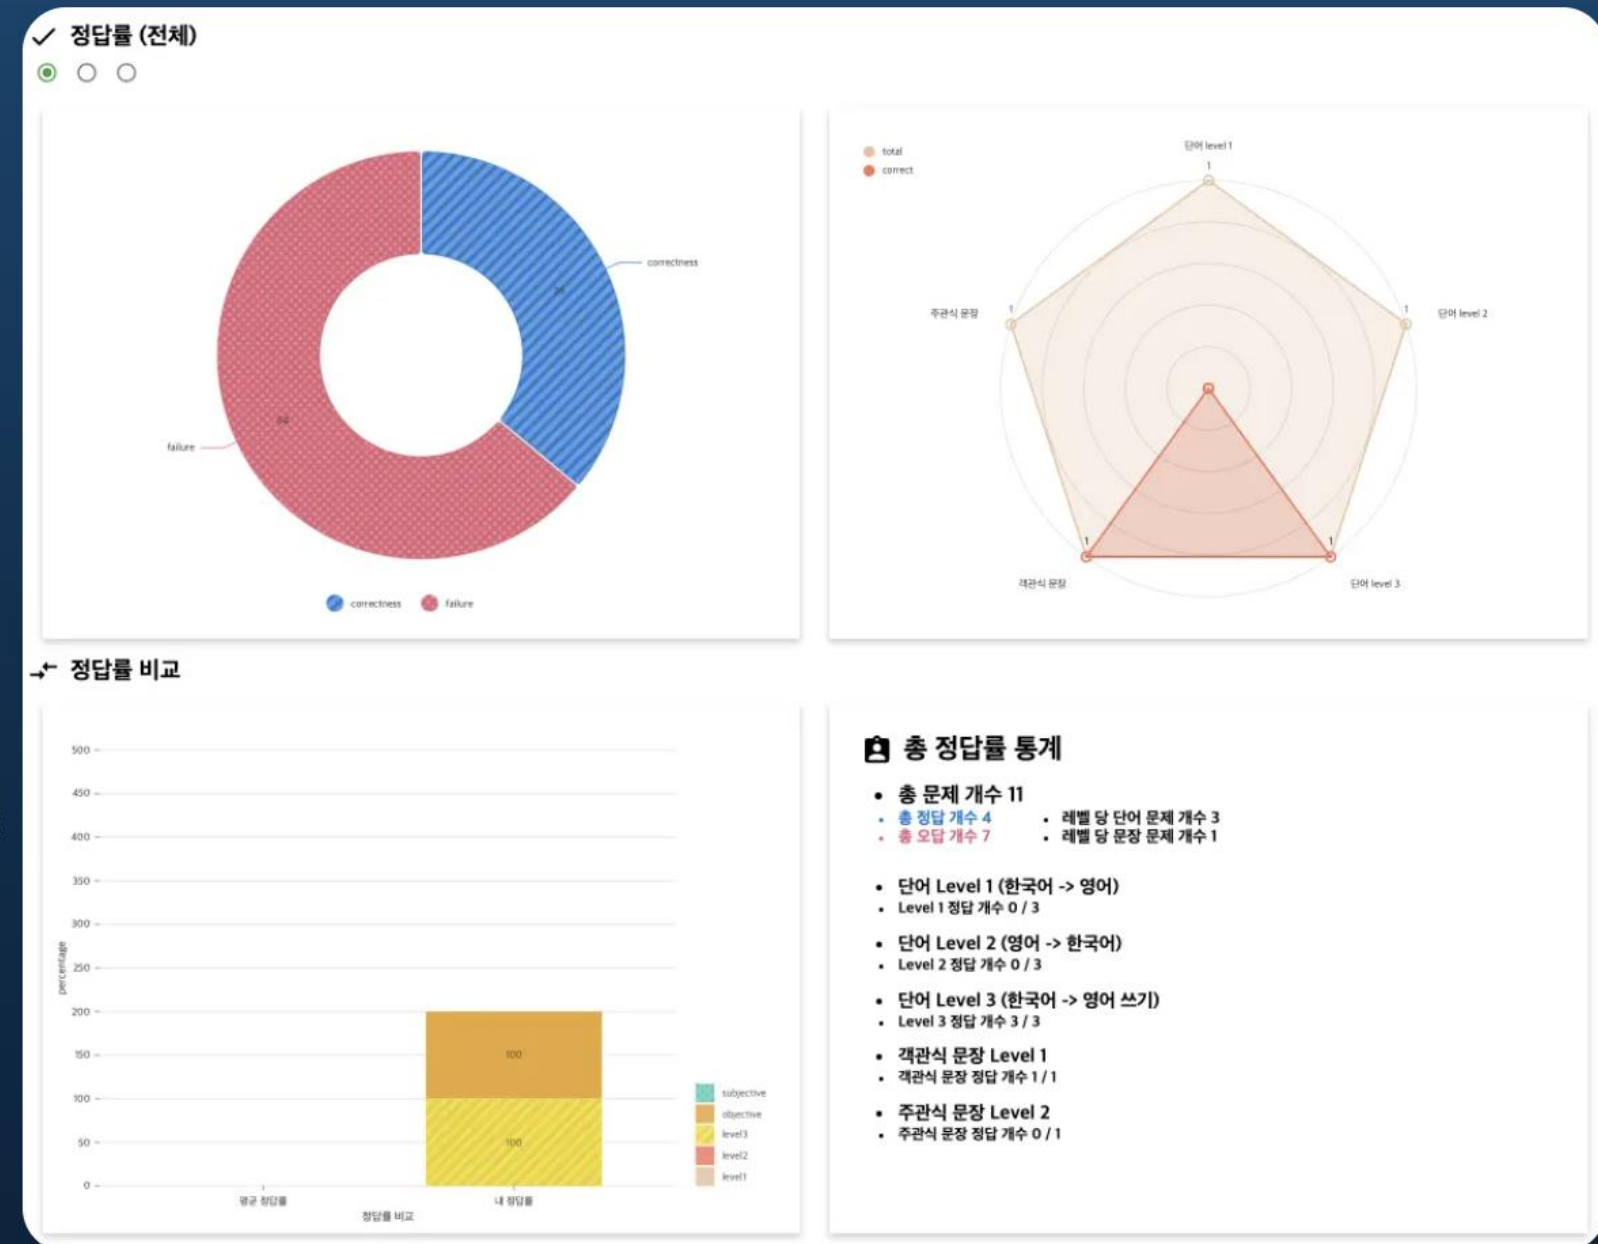 정답률 (전체)
correctness
failure
correctness
failure
total
correct
단어 level 1
1
주관식 문장
1
1
단어 level 2
1
1
객관식 문장
단어 level 3
정답률 비교
500
450
400
350
300
250
200
150
100
50
0
percentage
100
100
평균 정답률
내 정답률
정답률 비교
subjective
objective
level3
level2
level1
총 정답률 통계
총 문제 개수 11
총 정답 개수 4
총 오답 개수 7
레벨 당 단어 문제 개수 3
레벨 당 문장 문제 개수 1
단어 Level 1 (한국어 -> 영어)
Level 1 정답 개수 0 / 3
단어 Level 2 (영어 -> 한국어)
Level 2 정답 개수 0 / 3
단어 Level 3 (한국어 -> 영어 쓰기)
Level 3 정답 개수 3 / 3
객관식 문장 Level 1
객관식 문장 정답 개수 1 / 1
주관식 문장 Level 2
주관식 문장 정답 개수 0 / 1